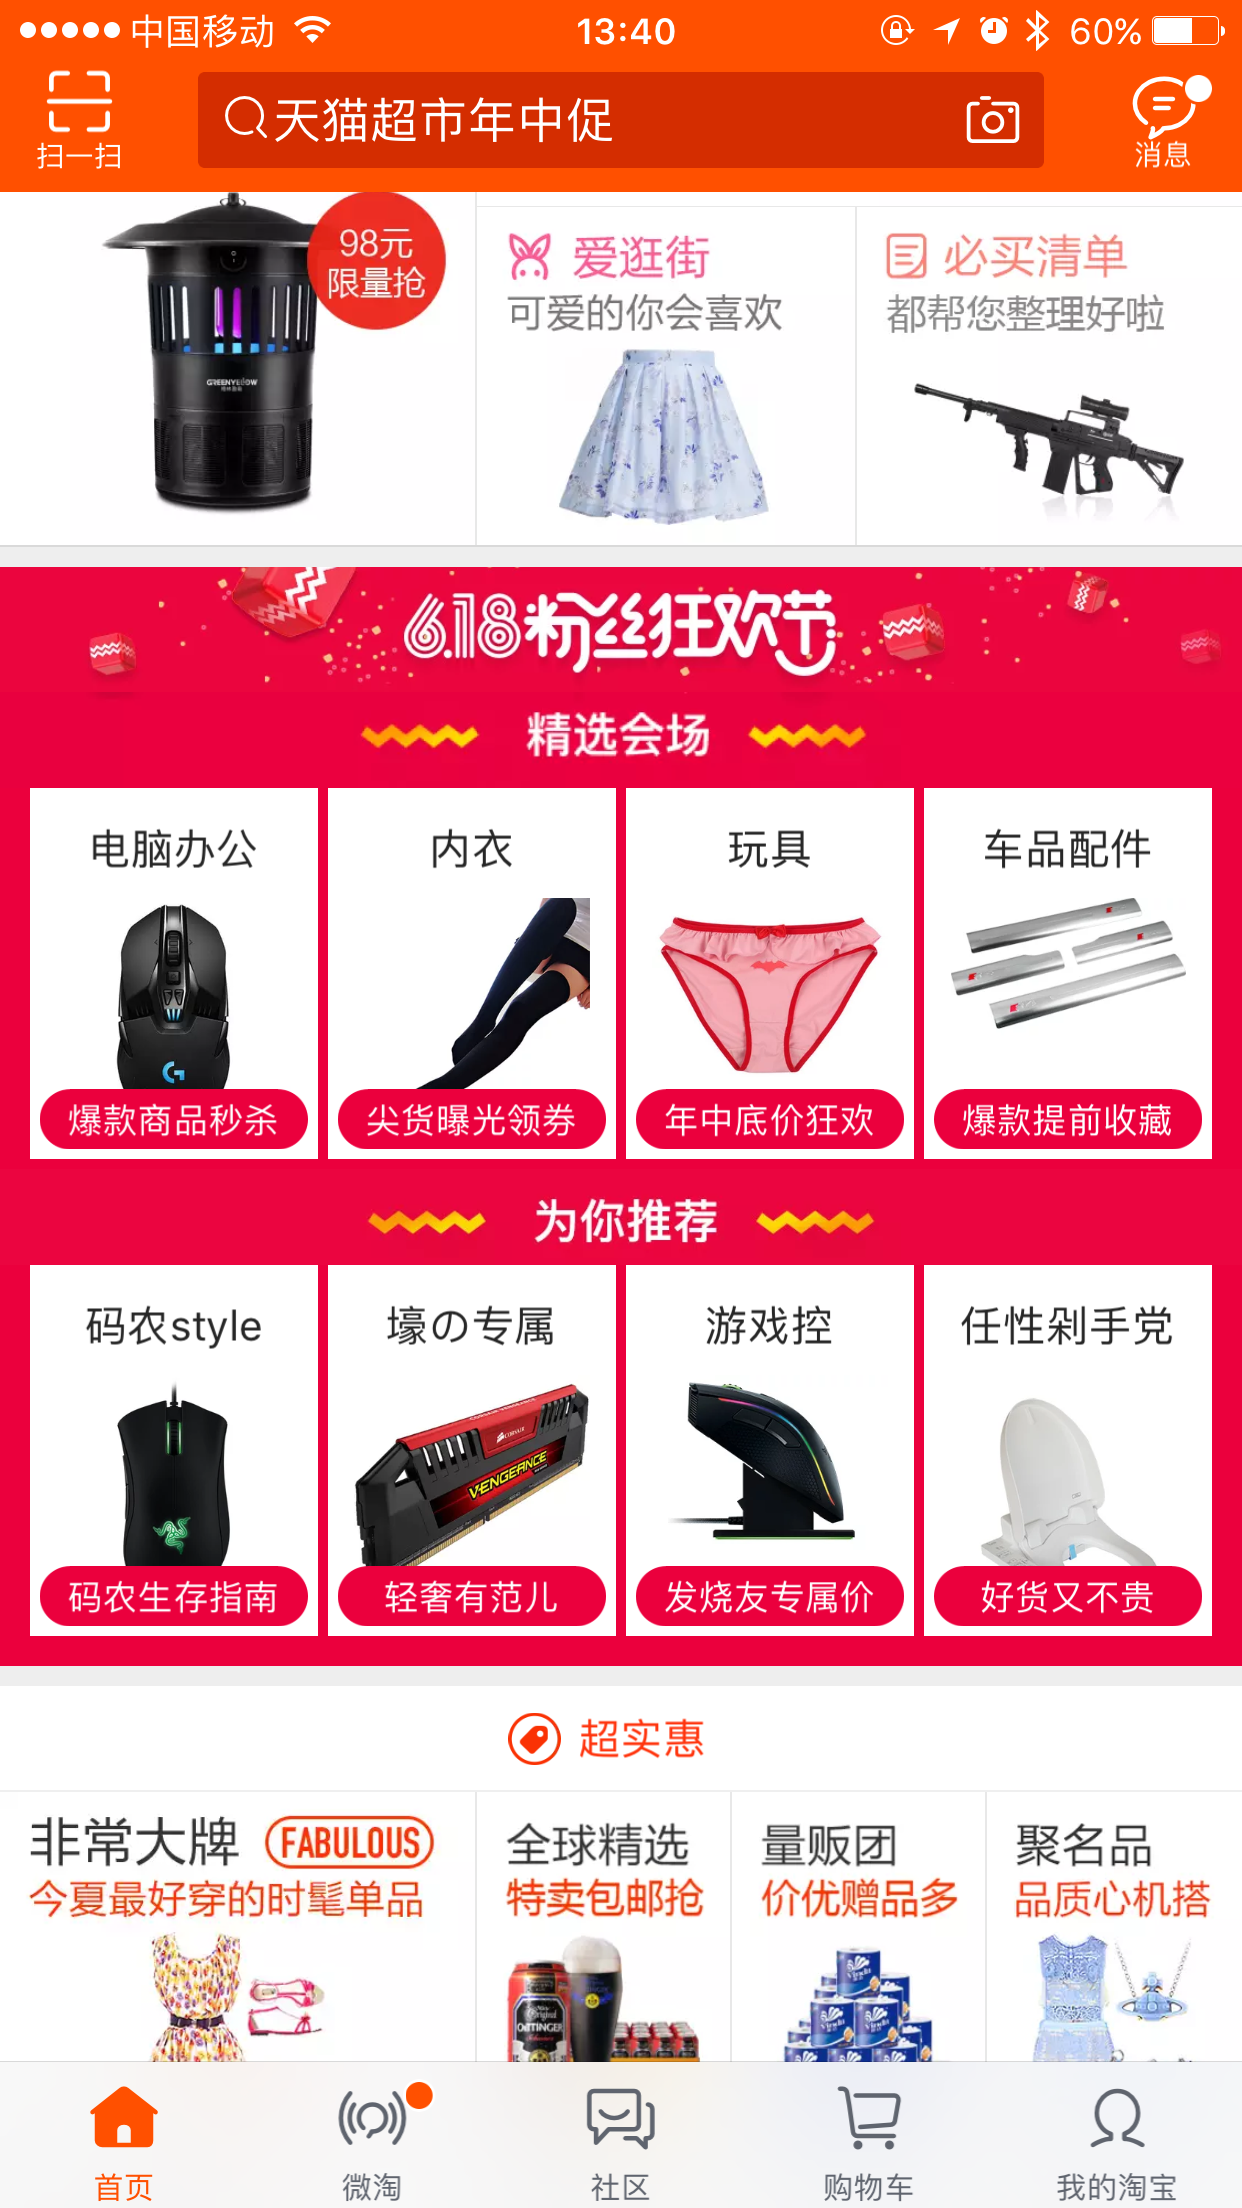 中国移动
13:40
60%
扫一扫
天猫超市年中促
消息
98元
限量抢
GREENYELLOW
爱逛街
可爱的你会喜欢
必买清单
都帮您整理好啦
6.18粉丝狂欢节
精选会场
电脑办公
内衣
玩具
车品配件
爆款商品秒杀
尖货曝光领券
年中底价狂欢
爆款提前收藏
为你推荐
码农style
壕の专属
游戏控
任性剁手党
CORSAIR
VENGEANCE
码农生存指南
轻奢有范儿
发烧友专属价
好货又不贵
超实惠
非常大牌 FABULOUS
今夏最好穿的时髦单品
全球精选
特卖包邮抢
量贩团
价优赠品多
聚名品
品质心机搭
Original
OETTINGER
Vinda
首页
微淘
社区
购物车
我的淘宝